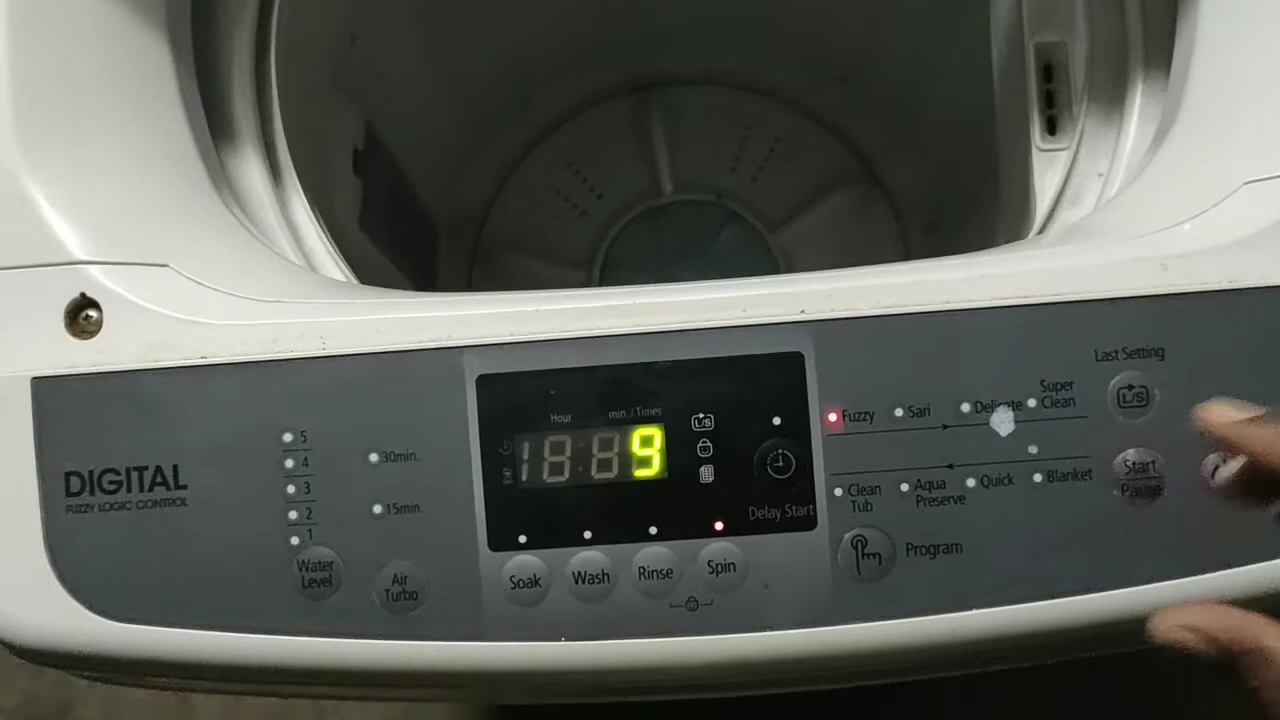 DIGITAL
FUZZY LOGIC CONTROL
5
4
3
2
1
Water
Level
30min.
15min.
Air
Turbo
Hour
min. / Times
9
L/S
Delay Start
Soak
Wash
Rinse
Spin
Fuzzy
Sari
Delicate
Super
Clean
Clean
Tub
Aqua
Preserve
Quick
Blanket
Program
Last Setting
L/S
Start
Pause